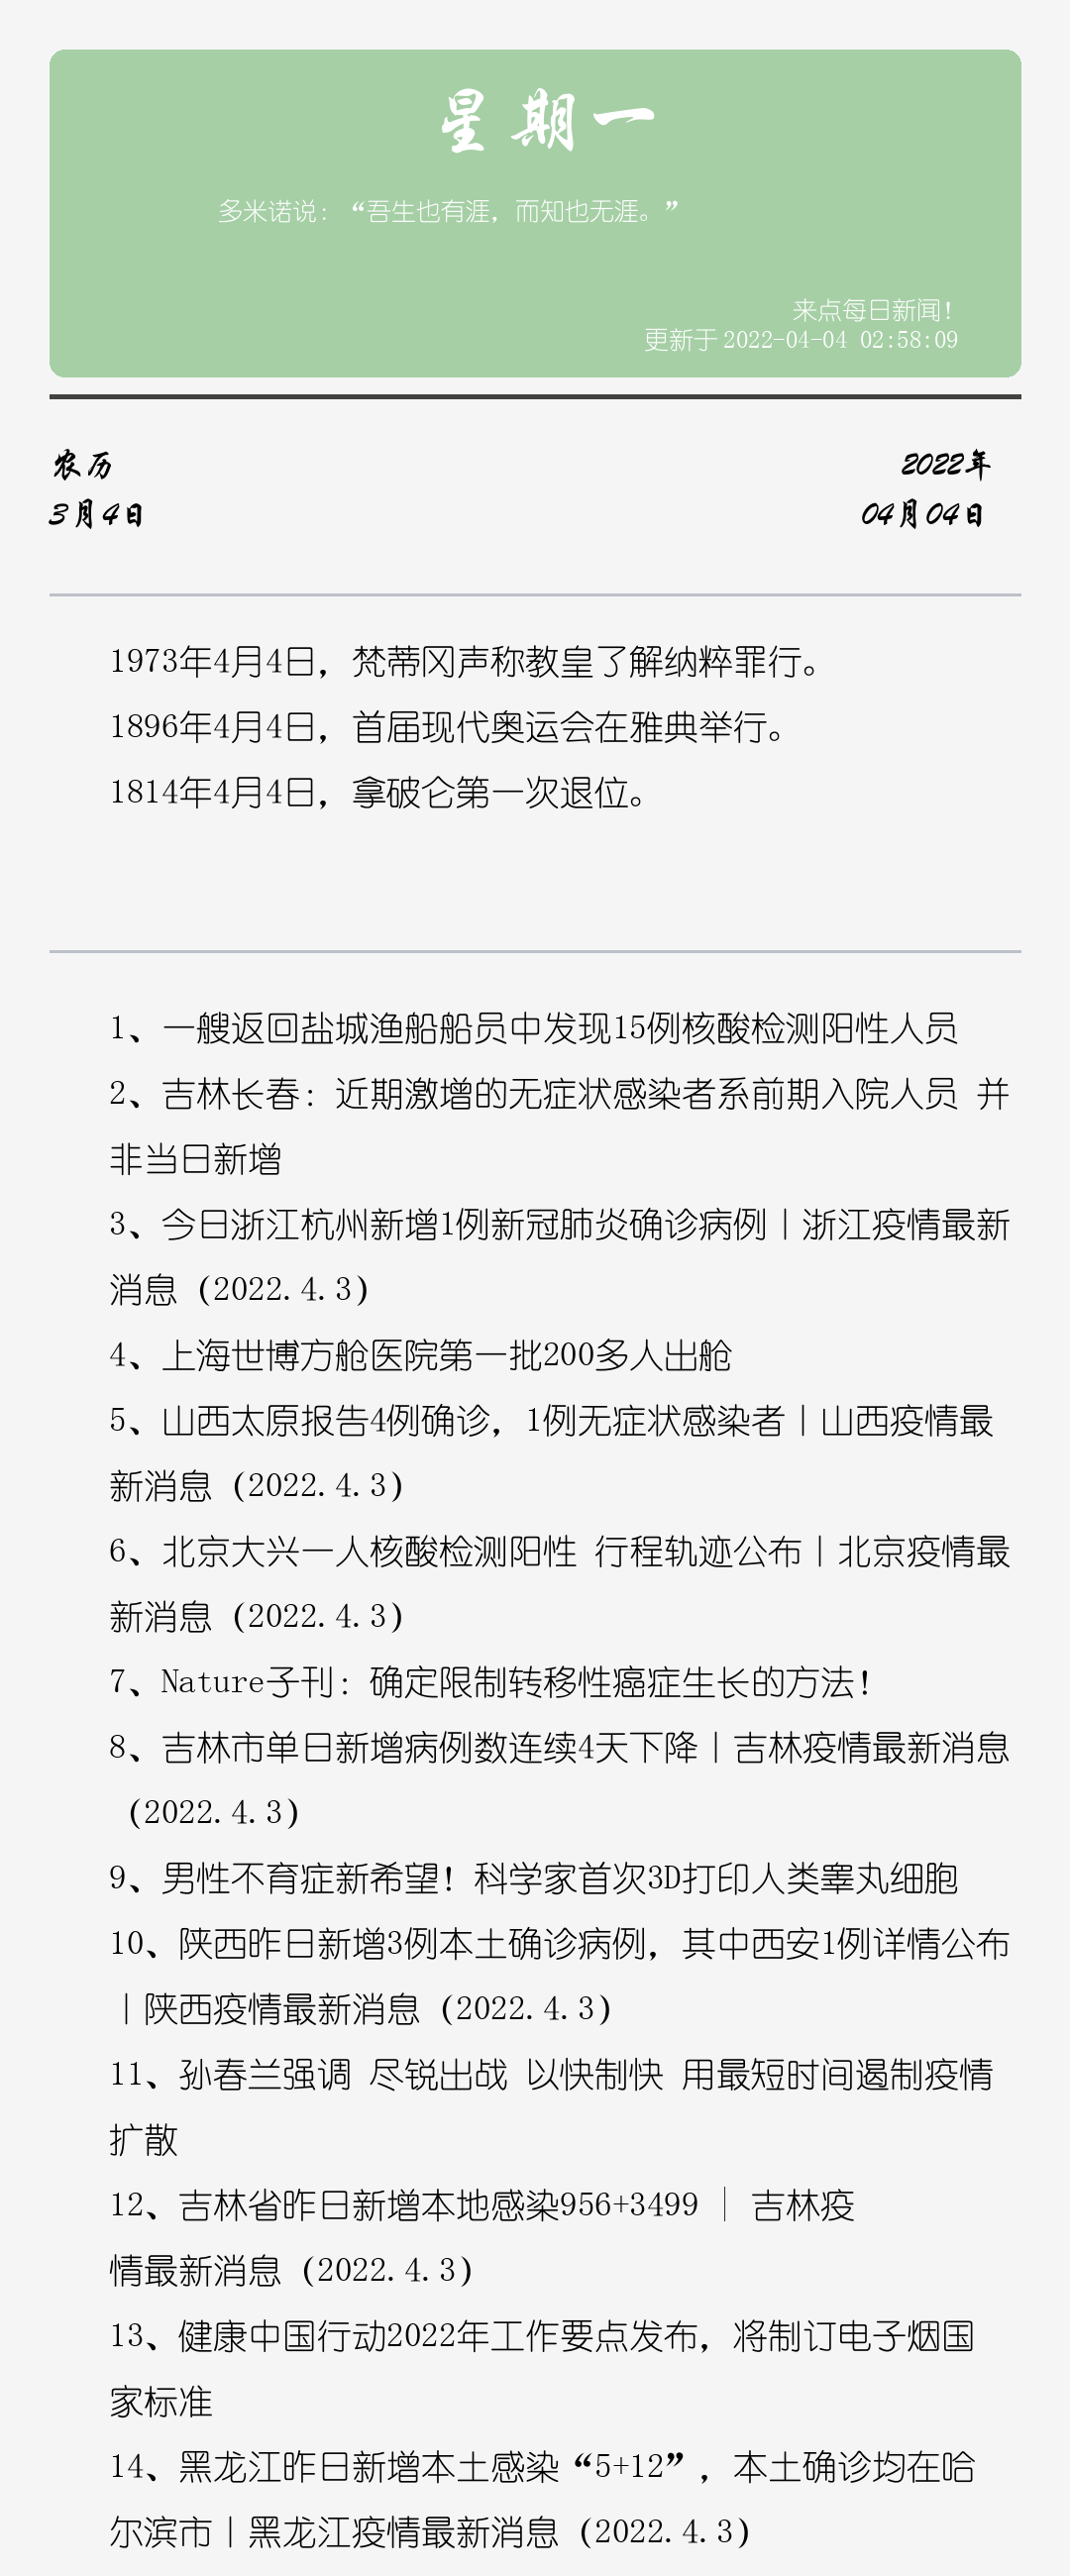 星期一
多米诺说：“吾生也有涯，而知也无涯。”
来点每日新闻！
更新于 2022-04-04 02:58:09
农历
2022年
3月4日
04月04日
1973年4月4日，梵蒂冈声称教皇了解纳粹罪行。
1896年4月4日，首届现代奥运会在雅典举行。
1814年4月4日，拿破仑第一次退位。
1、一艘返回盐城渔船船员中发现15例核酸检测阳性人员
2、吉林长春：近期激增的无症状感染者系前期入院人员 并
非当日新增
3、今日浙江杭州新增1例新冠肺炎确诊病例丨浙江疫情最新
消息（2022.4.3）
4、上海世博方舱医院第一批200多人出舱
5、山西太原报告4例确诊，1例无症状感染者丨山西疫情最
新消息（2022.4.3）
6、北京大兴一人核酸检测阳性 行程轨迹公布丨北京疫情最
新消息（2022.4.3）
7、Nature子刊：确定限制转移性癌症生长的方法！
8、吉林市单日新增病例数连续4天下降丨吉林疫情最新消息
（2022.4.3）
9、男性不育症新希望！科学家首次3D打印人类睾丸细胞
10、陕西昨日新增3例本土确诊病例，其中西安1例详情公布
丨陕西疫情最新消息（2022.4.3）
11、孙春兰强调 尽锐出战 以快制快 用最短时间遏制疫情
扩散
12、吉林省昨日新增本地感染956+3499 │ 吉林疫
情最新消息（2022.4.3）
13、健康中国行动2022年工作要点发布，将制订电子烟国
家标准
14、黑龙江昨日新增本土感染“5+12”，本土确诊均在哈
尔滨市丨黑龙江疫情最新消息（2022.4.3）